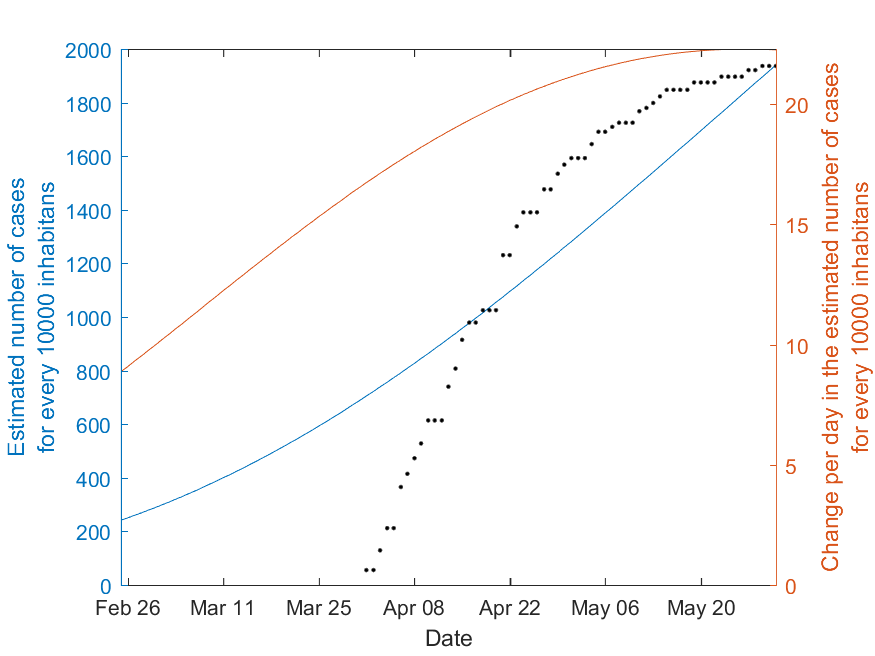 2000
1800
1600
1400
1200
1000
800
600
400
200
0
Estimated number of cases
for every 10000 inhabitans
20
15
10
5
0
Change per day in the estimated number of cases
for every 10000 inhabitans
Feb 26 Mar 11 Mar 25 Apr 08 Apr 22 May 06 May 20
Date